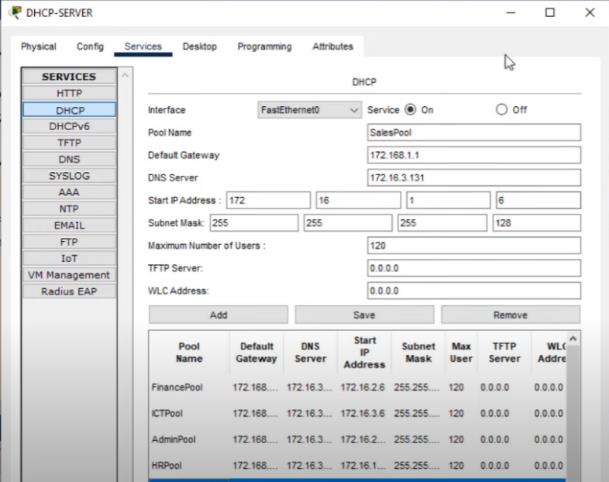 DHCP-SERVER
Physical Config Services Desktop Programming Attributes
SERVICES
HTTP
DHCP
DHCPv6
TFTP
DNS
SYSLOG
AAA
NTP
EMAIL
FTP
IoT
VM Management
Radius EAP
DHCP
Interface FastEthernet0 Service On Off
Pool Name SalesPool
Default Gateway 172.168.1.1
DNS Server 172.16.3.131
Start IP Address : 172 16 1 6
Subnet Mask: 255 255 255 128
Maximum Number of Users : 120
TFTP Server: 0.0.0.0
WLC Address: 0.0.0.0
Add Save Remove
Pool Name Default Gateway DNS Server Start IP Address Subnet Mask Max User TFTP Server WLC Addre
FinancePool 172.168.... 172.16.3... 172.16.2.6 255.255.... 120 0.0.0.0 0.0.0.0
ICTPool 172.168.... 172.16.3... 172.16.3.6 255.255.... 120 0.0.0.0 0.0.0.0
AdminPool 172.168.... 172.16.3... 172.16.2... 255.255.... 120 0.0.0.0 0.0.0.0
HRPool 172.168.... 172.16.3... 172.16.1... 255.255.... 120 0.0.0.0 0.0.0.0